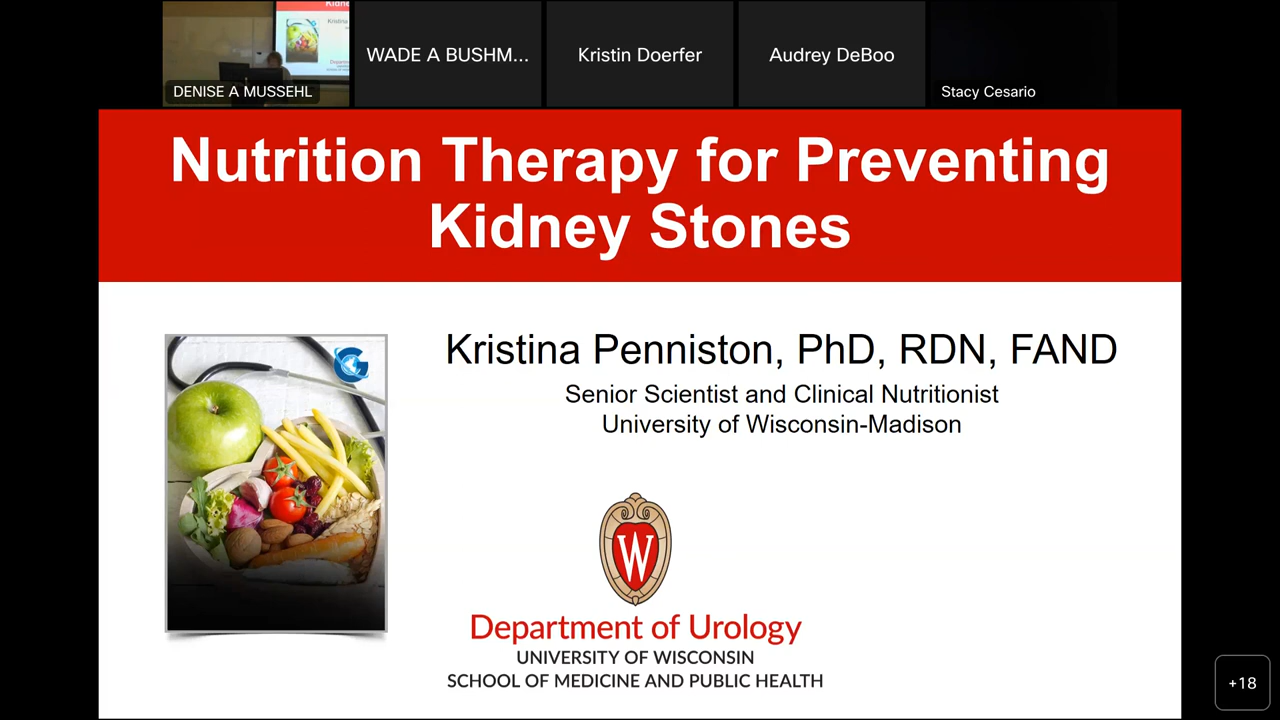 DENISE A MUSSEHL
WADE A BUSHM...
Kristin Doerfer
Audrey DeBoo
Stacy Cesario
Nutrition Therapy for Preventing
Kidney Stones
Kristina Penniston, PhD, RDN, FAND
Senior Scientist and Clinical Nutritionist
University of Wisconsin-Madison
W
Department of Urology
UNIVERSITY OF WISCONSIN
SCHOOL OF MEDICINE AND PUBLIC HEALTH
+18